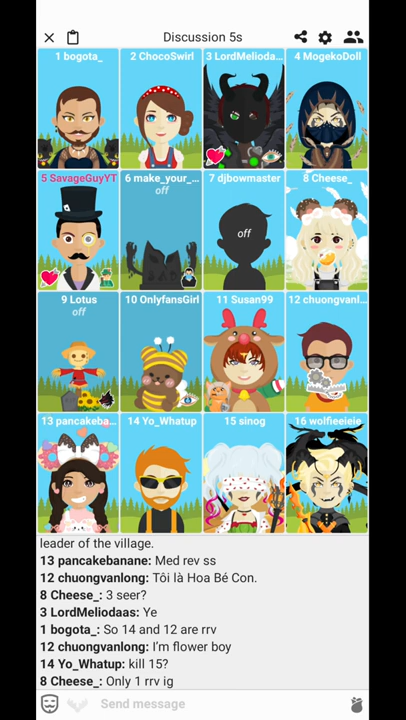 Discussion 5s
1 bogota_
2 ChocoSwirl
3 LordMelioda...
4 MogekoDoll
5 SavageGuyYT
6 make_your_...
off
7 djbowmaster
off
8 Cheese_
9 Lotus
off
10 OnlyfansGirl
11 Susan99
12 chuongvanl...
13 pancakeba...
14 Yo_Whatup
15 sinog
16 wolfieeieie
leader of the village.
13 pancakebanane: Med rev ss
12 chuongvanlong: Tôi là Hoa Bé Con.
8 Cheese_: 3 seer?
3 LordMeliodaas: Ye
1 bogota_: So 14 and 12 are rrv
12 chuongvanlong: I'm flower boy
14 Yo_Whatup: kill 15?
8 Cheese_: Only 1 rrv ig
Send message